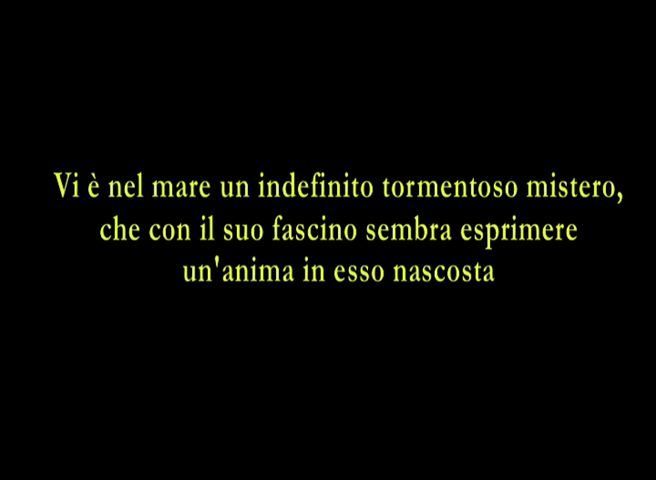 Vi è nel mare un indefinito tormentoso mistero,
che con il suo fascino sembra esprimere
un'anima in esso nascosta